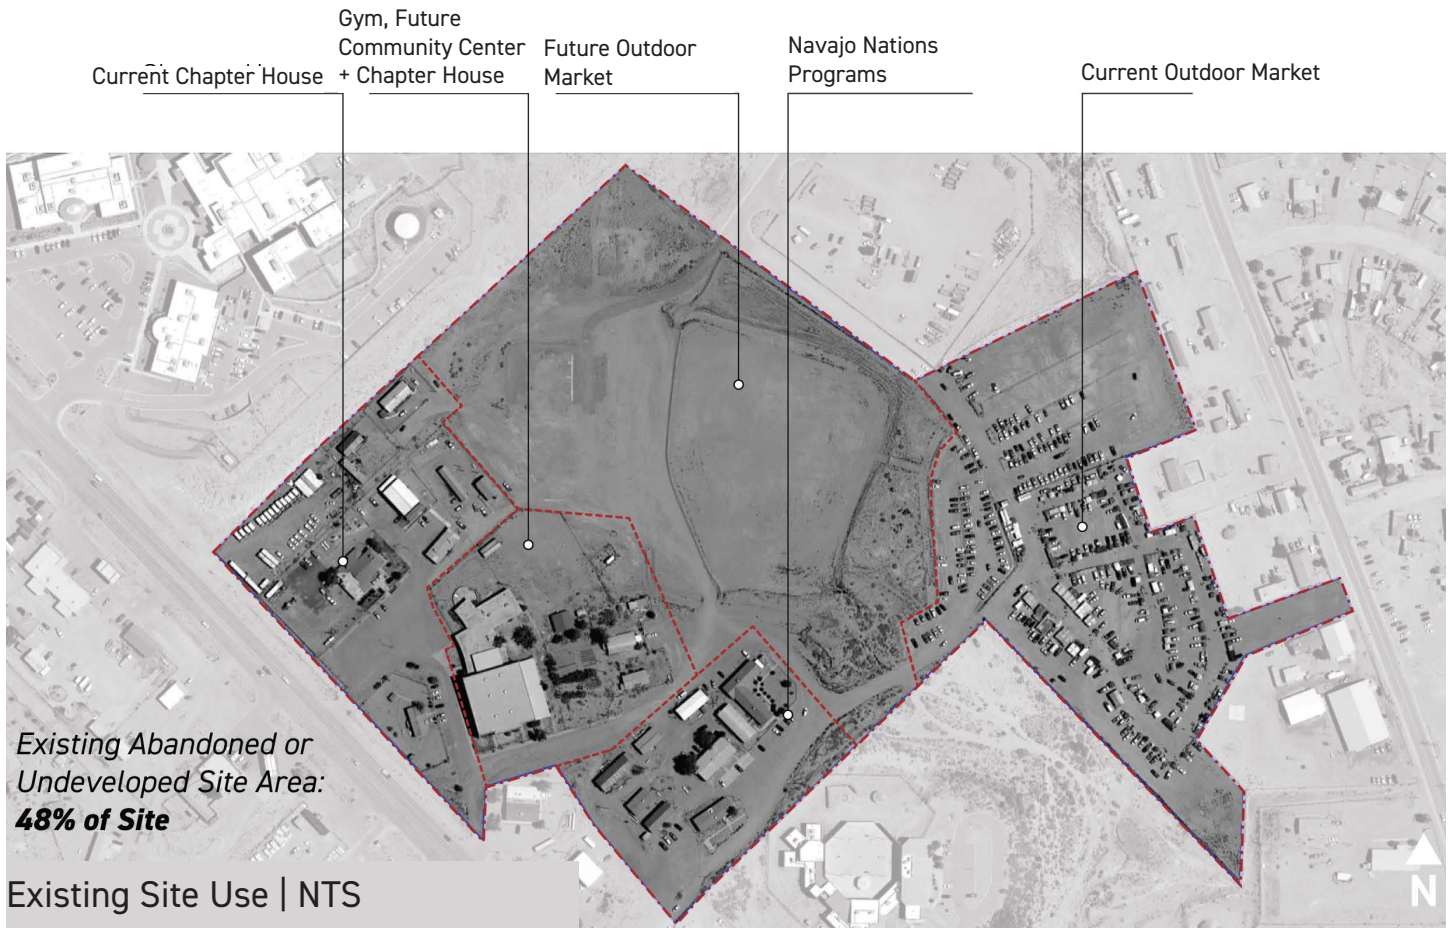 Gym, Future
Community Center
+ Chapter House
Current Chapter House
Future Outdoor
Market
Navajo Nations
Programs
Current Outdoor Market
Existing Abandoned or
Undeveloped Site Area:
48% of Site
Existing Site Use | NTS
N